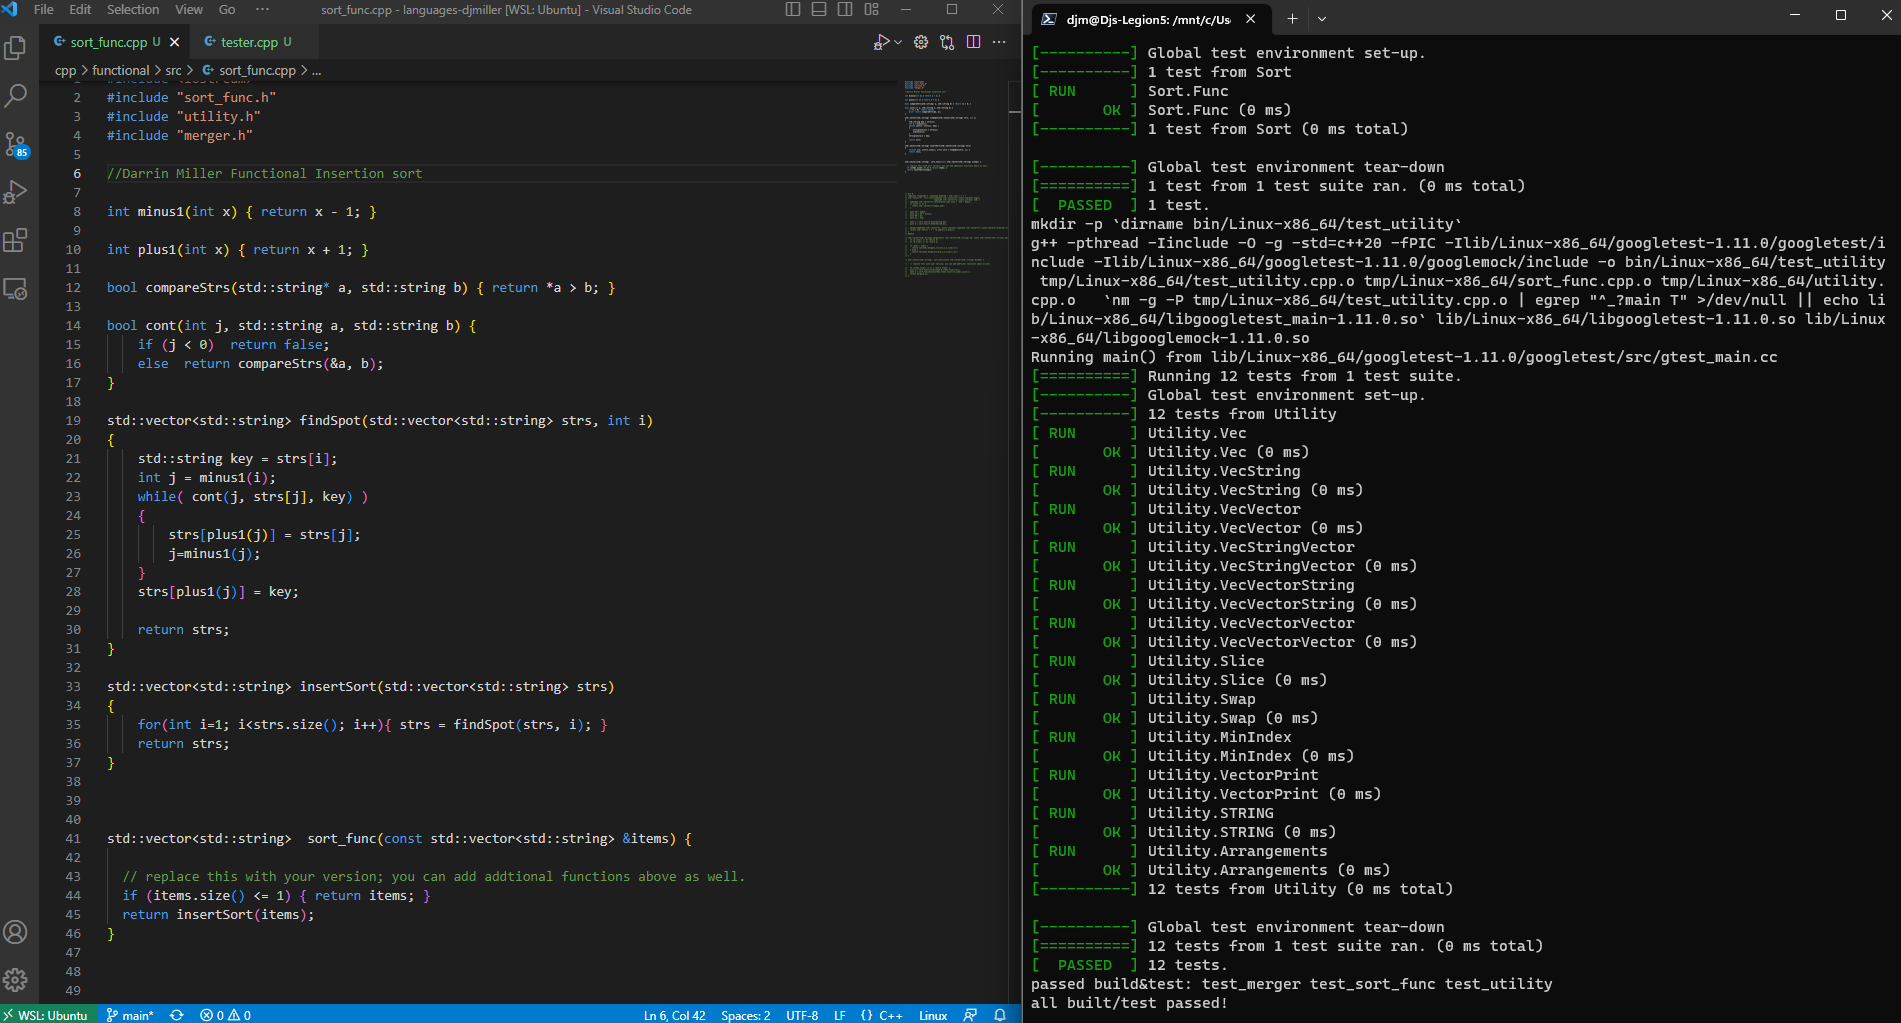 File Edit Selection View Go ··· sort_func.cpp - languages-djmiller [WSL: Ubuntu] - Visual Studio Code
sort_func.cpp U tester.cpp U
cpp > functional > src > sort_func.cpp > ...
1 #include <iostream>
2 #include "sort_func.h"
3 #include "utility.h"
4 #include "merger.h"
5
6 //Darrin Miller Functional Insertion sort
7
8 int minus1(int x) { return x - 1; }
9
10 int plus1(int x) { return x + 1; }
11
12 bool compareStrs(std::string* a, std::string b) { return *a > b; }
13
14 bool cont(int j, std::string a, std::string b) {
15 if (j < 0)  return false;
16 else  return compareStrs(&a, b);
17 }
18
19 std::vector<std::string> findSpot(std::vector<std::string> strs, int i)
20 {
21 std::string key = strs[i];
22 int j = minus1(i);
23 while( cont(j, strs[j], key) )
24 {
25 strs[plus1(j)] = strs[j];
26 j=minus1(j);
27 }
28 strs[plus1(j)] = key;
29
30 return strs;
31 }
32
33 std::vector<std::string> insertSort(std::vector<std::string> strs)
34 {
35 for(int i=1; i<strs.size(); i++){ strs = findSpot(strs, i); }
36 return strs;
37 }
38
39
40
41 std::vector<std::string>  sort_func(const std::vector<std::string> &items) {
42
43 // replace this with your version; you can add addtional functions above as well.
44 if (items.size() <= 1) { return items; }
45 return insertSort(items);
46 }
47
48
49
85
WSL: Ubuntu main* 0 0 Ln 6, Col 42 Spaces: 2 UTF-8 LF {} C++ Linux
djm@Djs-Legion5: /mnt/c/Us
[----------] Global test environment set-up.
[----------] 1 test from Sort
[ RUN      ] Sort.Func
[       OK ] Sort.Func (0 ms)
[----------] 1 test from Sort (0 ms total)
[----------] Global test environment tear-down
[==========] 1 test from 1 test suite ran. (0 ms total)
[  PASSED  ] 1 test.
mkdir -p `dirname bin/Linux-x86_64/test_utility`
g++ -pthread -Iinclude -O -g -std=c++20 -fPIC -Ilib/Linux-x86_64/googletest-1.11.0/googletest/i
nclude -Ilib/Linux-x86_64/googletest-1.11.0/googlemock/include -o bin/Linux-x86_64/test_utility
tmp/Linux-x86_64/test_utility.cpp.o tmp/Linux-x86_64/sort_func.cpp.o tmp/Linux-x86_64/utility.
cpp.o   `nm -g -P tmp/Linux-x86_64/test_utility.cpp.o | egrep "^_?main T" >/dev/null || echo li
b/Linux-x86_64/libgoogletest_main-1.11.0.so` lib/Linux-x86_64/libgoogletest-1.11.0.so lib/Linux
-x86_64/libgooglemock-1.11.0.so
Running main() from lib/Linux-x86_64/googletest-1.11.0/googletest/src/gtest_main.cc
[==========] Running 12 tests from 1 test suite.
[----------] Global test environment set-up.
[----------] 12 tests from Utility
[ RUN      ] Utility.Vec
[       OK ] Utility.Vec (0 ms)
[ RUN      ] Utility.VecString
[       OK ] Utility.VecString (0 ms)
[ RUN      ] Utility.VecVector
[       OK ] Utility.VecVector (0 ms)
[ RUN      ] Utility.VecStringVector
[       OK ] Utility.VecStringVector (0 ms)
[ RUN      ] Utility.VecVectorString
[       OK ] Utility.VecVectorString (0 ms)
[ RUN      ] Utility.VecVectorVector
[       OK ] Utility.VecVectorVector (0 ms)
[ RUN      ] Utility.Slice
[       OK ] Utility.Slice (0 ms)
[ RUN      ] Utility.Swap
[       OK ] Utility.Swap (0 ms)
[ RUN      ] Utility.MinIndex
[       OK ] Utility.MinIndex (0 ms)
[ RUN      ] Utility.VectorPrint
[       OK ] Utility.VectorPrint (0 ms)
[ RUN      ] Utility.STRING
[       OK ] Utility.STRING (0 ms)
[ RUN      ] Utility.Arrangements
[       OK ] Utility.Arrangements (0 ms)
[----------] 12 tests from Utility (0 ms total)
[----------] Global test environment tear-down
[==========] 12 tests from 1 test suite ran. (0 ms total)
[  PASSED  ] 12 tests.
passed build&test: test_merger test_sort_func test_utility
all built/test passed!